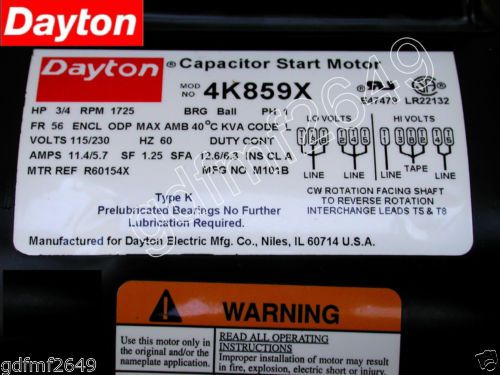 Dayton
Dayton® Capacitor Start Motor
MOD NO 4K859X
E47479 LR22132
HP 3/4 RPM 1725 BRG Ball PH 1
FR 56 ENCL ODP MAX AMB 40°C KVA CODE L
VOLTS 115/230 HZ 60 DUTY CONT
AMPS 11.4/5.7 SF 1.25 SFA 12.6/6.3 INS CL A
MTR REF R60154X MFG NO M101B
LO VOLTS HI VOLTS
LINE LINE LINE TAPE LINE
CW ROTATION FACING SHAFT
TO REVERSE ROTATION
INTERCHANGE LEADS T5 & T8
Type K
Prelubricated Bearings No Further
Lubrication Required.
Manufactured for Dayton Electric Mfg. Co., Niles, IL 60714 U.S.A.
WARNING
Use this motor only in
the original and/or the
nameplate application.
READ ALL OPERATING
INSTRUCTIONS
Improper installation of motor may result
in fire, explosion, electric short or injury.
gdfmf2649
gdfmf2649
gdfmf2649